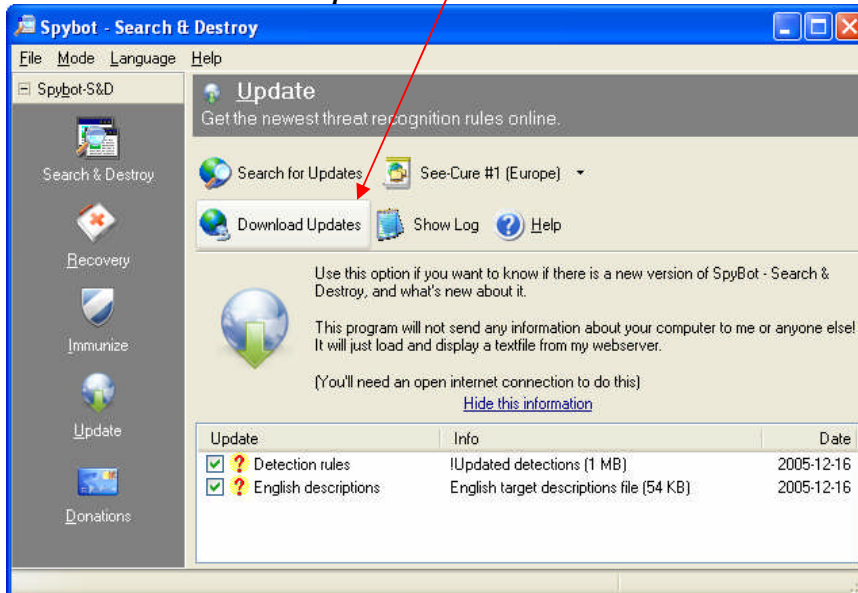 Spybot - Search & Destroy
File Mode Language Help
Spybot-S&D
Search & Destroy
Recovery
Immunize
Update
Donations
Update
Get the newest threat recognition rules online.
Search for Updates See-Cure #1 (Europe)
Download Updates Show Log Help
Use this option if you want to know if there is a new version of SpyBot - Search &
Destroy, and what's new about it.
This program will not send any information about your computer to me or anyone else!
It will just load and display a textfile from my webserver.
(You'll need an open internet connection to do this)
Hide this information
Update Info Date
Detection rules !Updated detections (1 MB) 2005-12-16
English descriptions English target descriptions file (54 KB) 2005-12-16